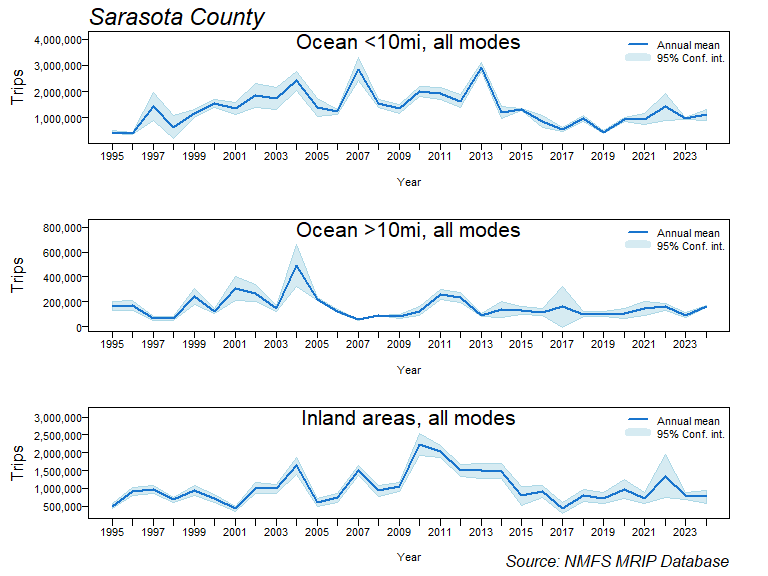 Sarasota County
Ocean <10mi, all modes
Annual mean
95% Conf. int.
Trips
4,000,000
3,000,000
2,000,000
1,000,000
1995 1997 1999 2001 2003 2005 2007 2009 2011 2013 2015 2017 2019 2021 2023
Year
Ocean >10mi, all modes
Annual mean
95% Conf. int.
Trips
800,000
600,000
400,000
200,000
0
1995 1997 1999 2001 2003 2005 2007 2009 2011 2013 2015 2017 2019 2021 2023
Year
Inland areas, all modes
Annual mean
95% Conf. int.
Trips
3,000,000
2,500,000
2,000,000
1,500,000
1,000,000
500,000
1995 1997 1999 2001 2003 2005 2007 2009 2011 2013 2015 2017 2019 2021 2023
Year
Source: NMFS MRIP Database